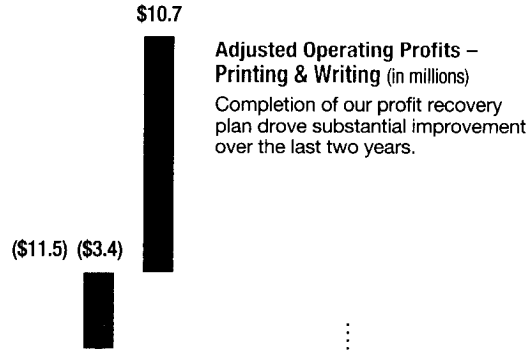 $10.7
Adjusted Operating Profits –
Printing & Writing (in millions)
Completion of our profit recovery
plan drove substantial improvement
over the last two years.
($11.5) ($3.4)